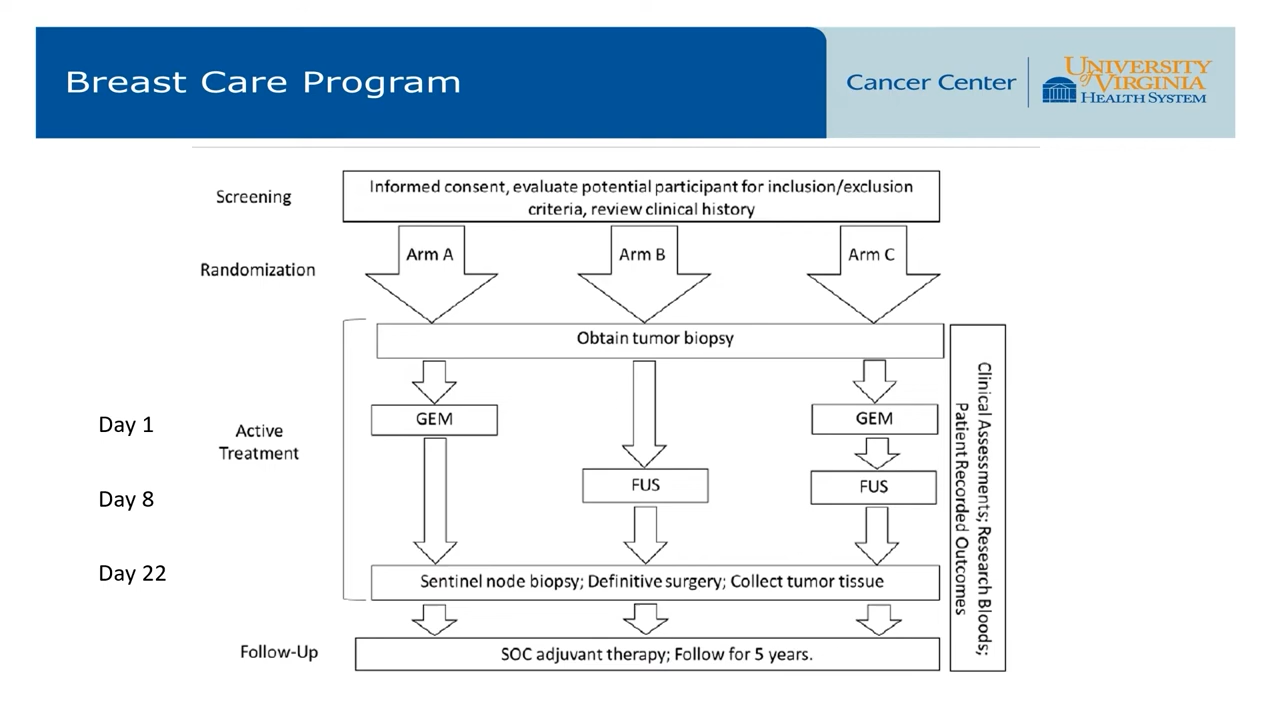 Breast Care Program
Cancer Center
UNIVERSITY
of VIRGINIA
HEALTH SYSTEM
Screening
Informed consent, evaluate potential participant for inclusion/exclusion
criteria, review clinical history
Randomization
Arm A
Arm B
Arm C
Obtain tumor biopsy
Day 1
Active
Treatment
GEM
GEM
Day 8
FUS
FUS
Day 22
Sentinel node biopsy; Definitive surgery; Collect tumor tissue
Clinical Assessments; Research Bloods;
Patient Recorded Outcomes
Follow-Up
SOC adjuvant therapy; Follow for 5 years.